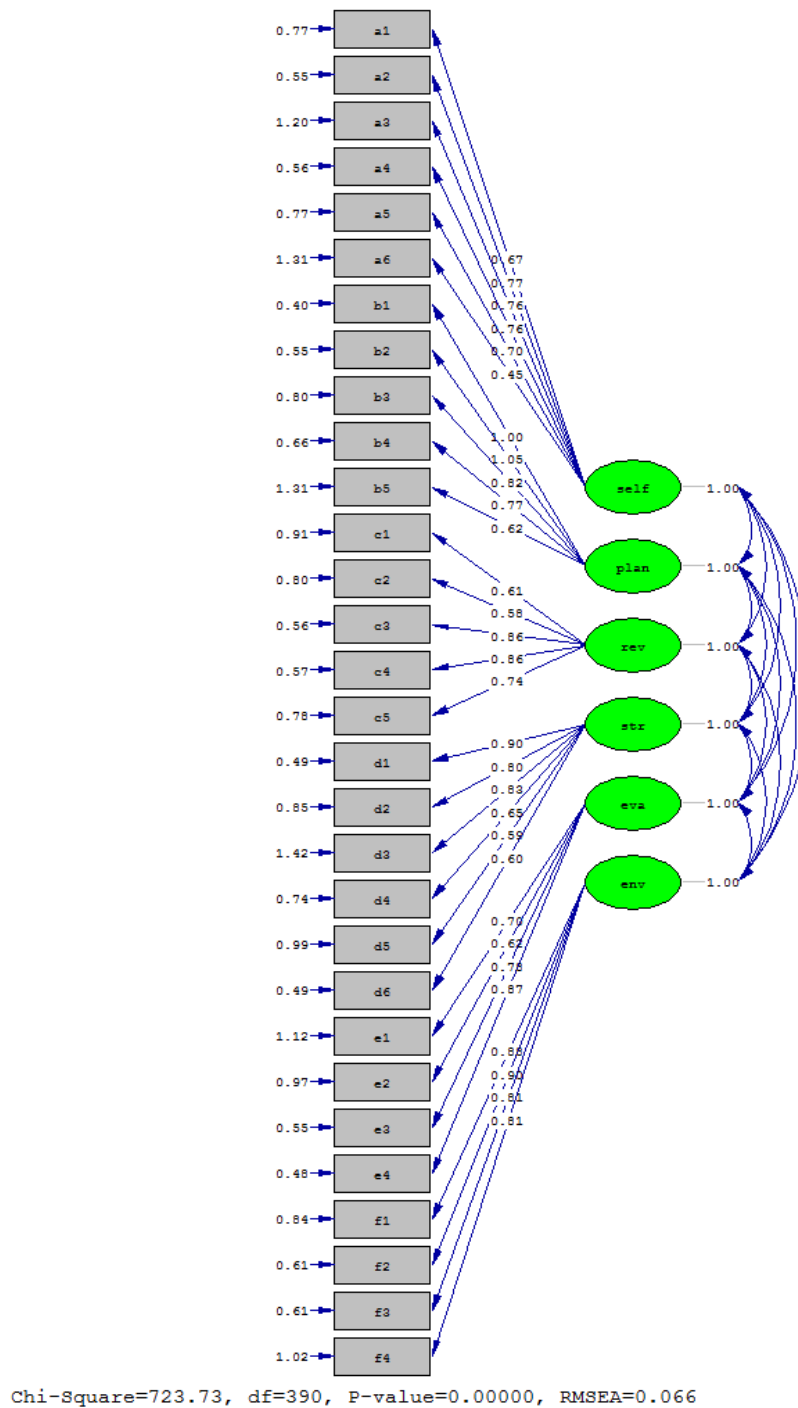 0.77 a1
0.55 a2
1.20 a3
0.56 a4
0.77 a5
1.31 a6
0.67
0.77
0.40 b1
0.76
0.76
0.55 b2
0.70
0.45
0.80 b3
0.66 b4
1.00
1.05
0.82
1.31 b5
self 1.00
0.77
0.62
0.91 c1
plan 1.00
0.80 c2
0.61
0.58
0.56 c3
0.86
rev 1.00
0.86
0.57 c4
0.74
0.78 c5
str 1.00
0.90
0.49 d1
0.80
0.83
0.85 d2
eva 1.00
0.65
0.59
1.42 d3
0.60
env 1.00
0.74 d4
0.70
0.99 d5
0.62
0.78
0.49 d6
0.87
1.12 e1
0.88
0.97 e2
0.90
0.81
0.55 e3
0.81
0.48 e4
0.84 f1
0.61 f2
0.61 f3
1.02 f4
Chi-Square=723.73, df=390, P-value=0.00000, RMSEA=0.066